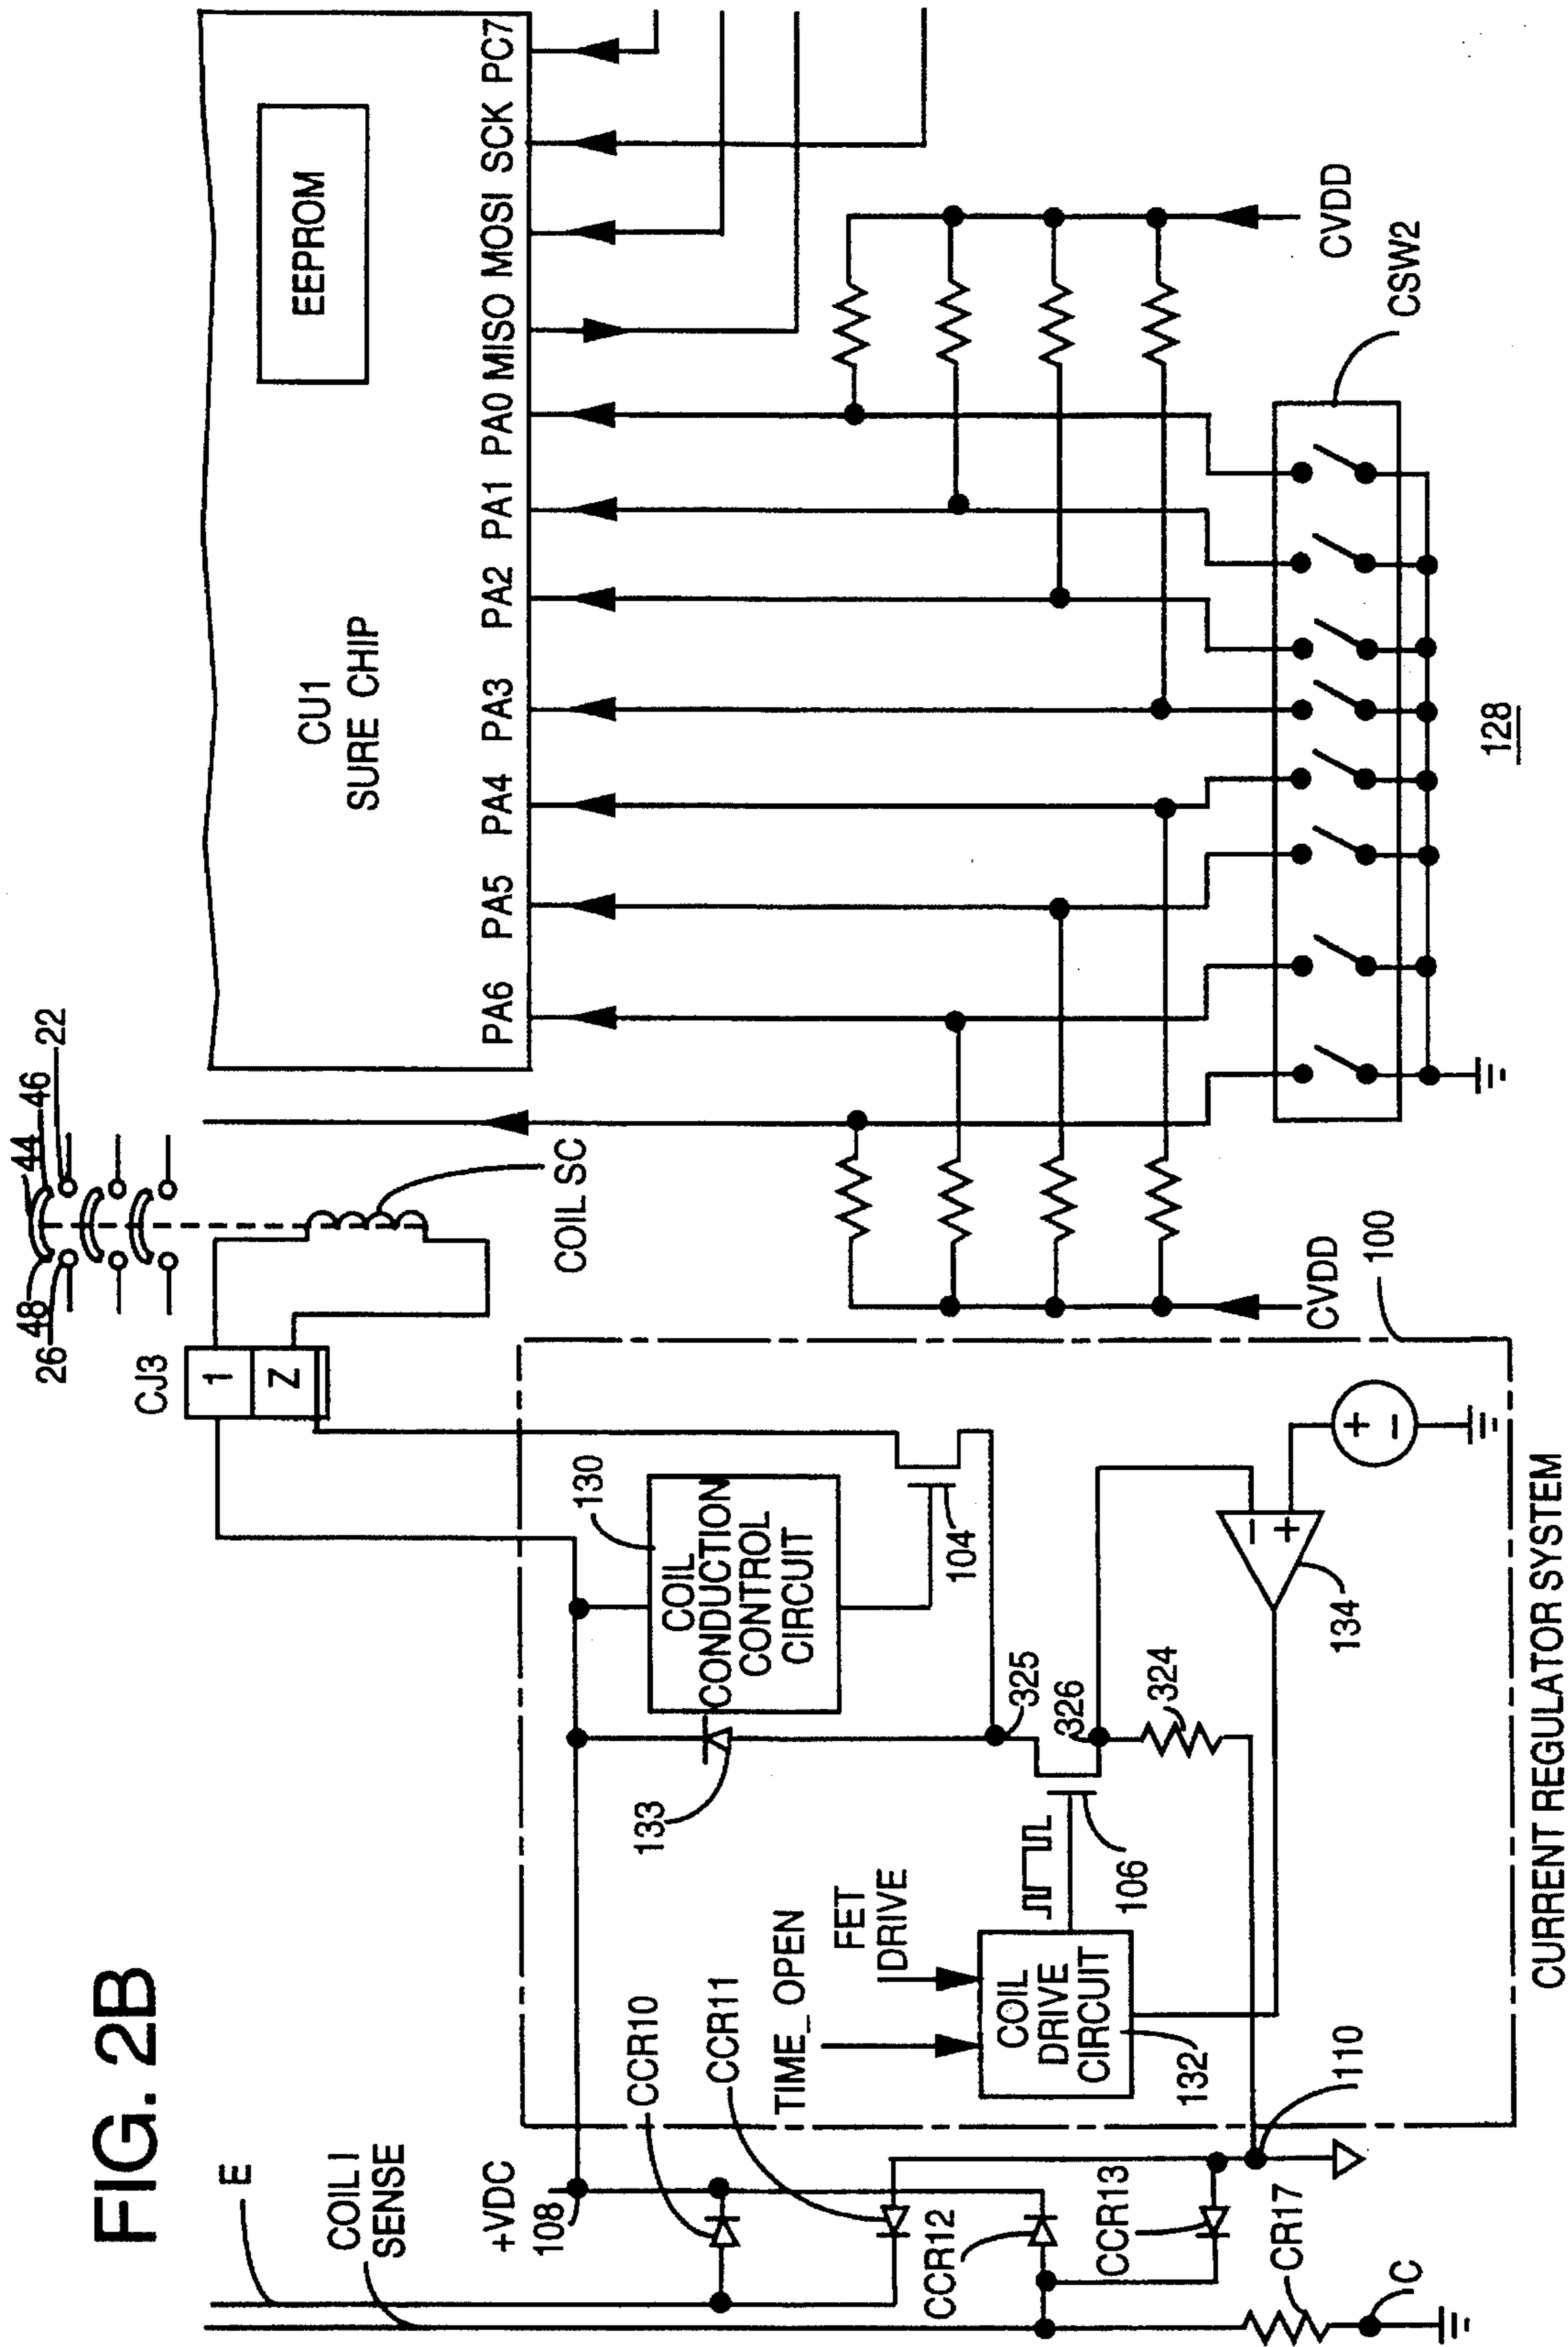 FIG. 2B
E
COIL I
SENSE
+VDC
108
CCR10
CCR11
CCR12
CCR13
CR17
C
1110
TIME_OPEN
FET
DRIVE
COIL
DRIVE
CIRCUIT
132
106
133
COIL
CONDUCTION
CONTROL
CIRCUIT
130
104
325
326
324
134
−
+
+
−
100
CURRENT REGULATOR SYSTEM
CJ3
1
Z
48
26
44
46
22
COIL SC
CU1
SURE CHIP
EEPROM
PA6
PA5
PA4
PA3
PA2
PA1
PA0
MISO
MOSI
SCK
PC7
CVDD
CVDD
CSW2
128